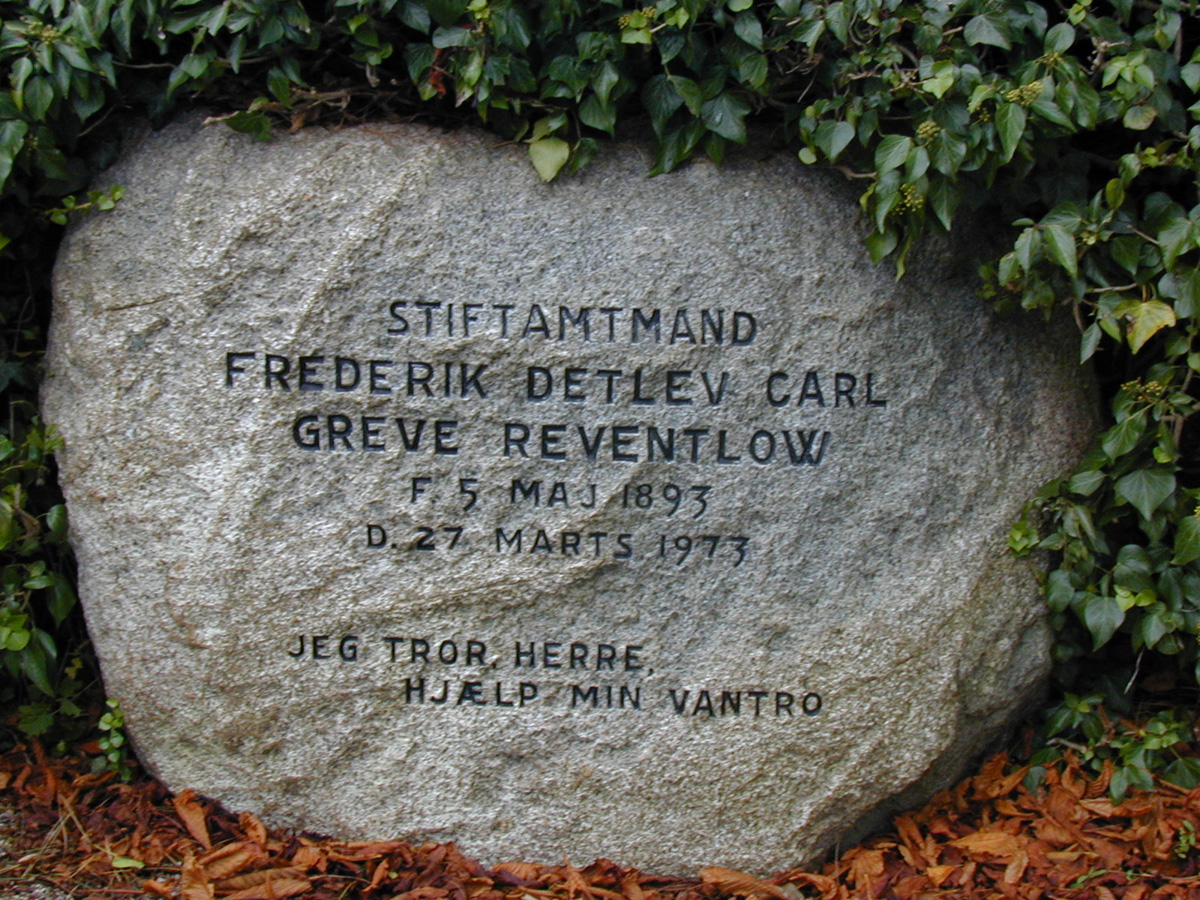 STIFTAMTMAND
FREDERIK DETLEV CARL
GREVE REVENTLOW
F. 5 MAJ 1893
D. 27 MARTS 1973
JEG TROR, HERRE,
HJÆLP MIN VANTRO